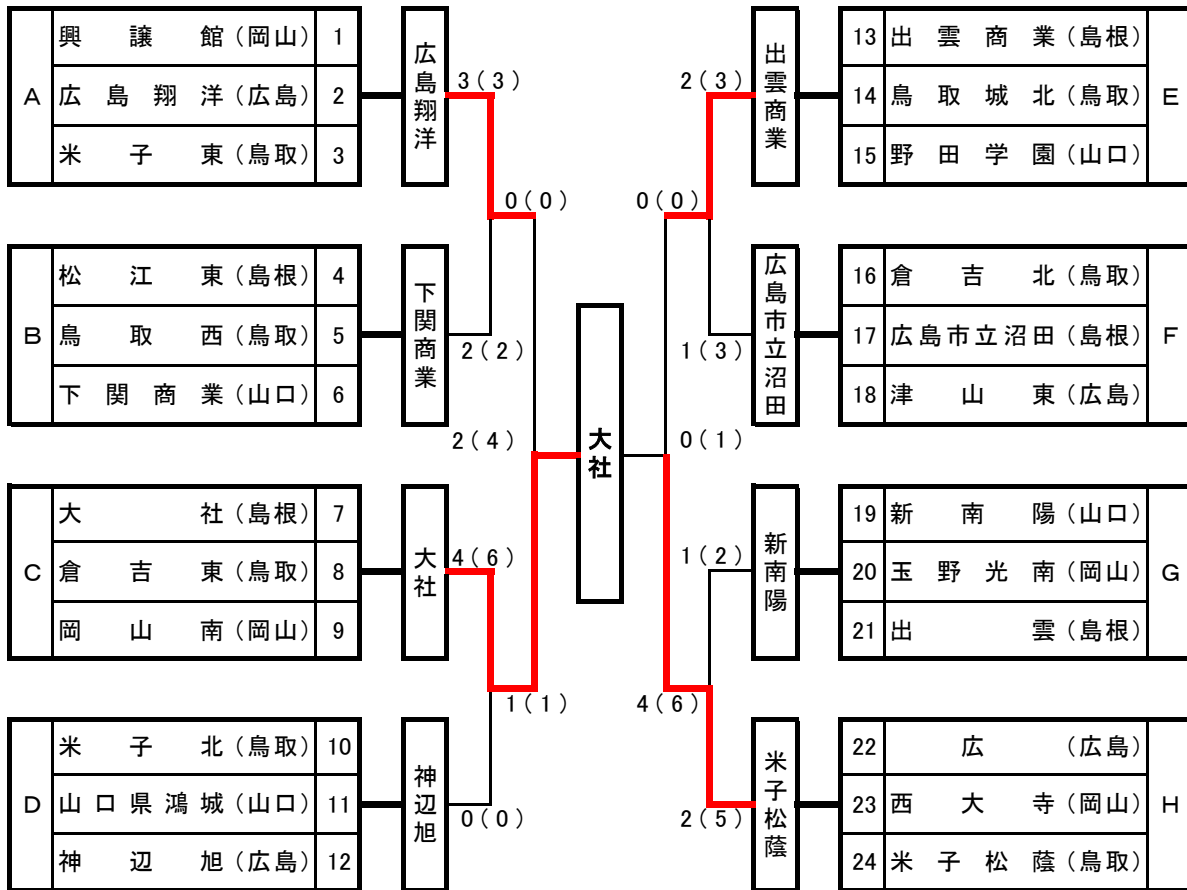 A
興譲館(岡山) 1
広島翔洋(広島) 2
米子東(鳥取) 3
広島翔洋
3(3)
0(0)
B
松江東(島根) 4
鳥取西(鳥取) 5
下関商業(山口) 6
下関商業
2(2)
2(4)
C
大社(島根) 7
倉吉東(鳥取) 8
岡山南(岡山) 9
大社
4(6)
1(1)
D
米子北(鳥取) 10
山口県鴻城(山口) 11
神辺旭(広島) 12
神辺旭
0(0)
大社
出雲商業
2(3)
0(0)
13 出雲商業(島根)
14 鳥取城北(鳥取)
15 野田学園(山口)
E
広島市立沼田
1(3)
0(1)
16 倉吉北(鳥取)
17 広島市立沼田(島根)
18 津山東(広島)
F
新南陽
1(2)
4(6)
19 新南陽(山口)
20 玉野光南(岡山)
21 出雲(島根)
G
米子松蔭
2(5)
22 広(広島)
23 西大寺(岡山)
24 米子松蔭(鳥取)
H